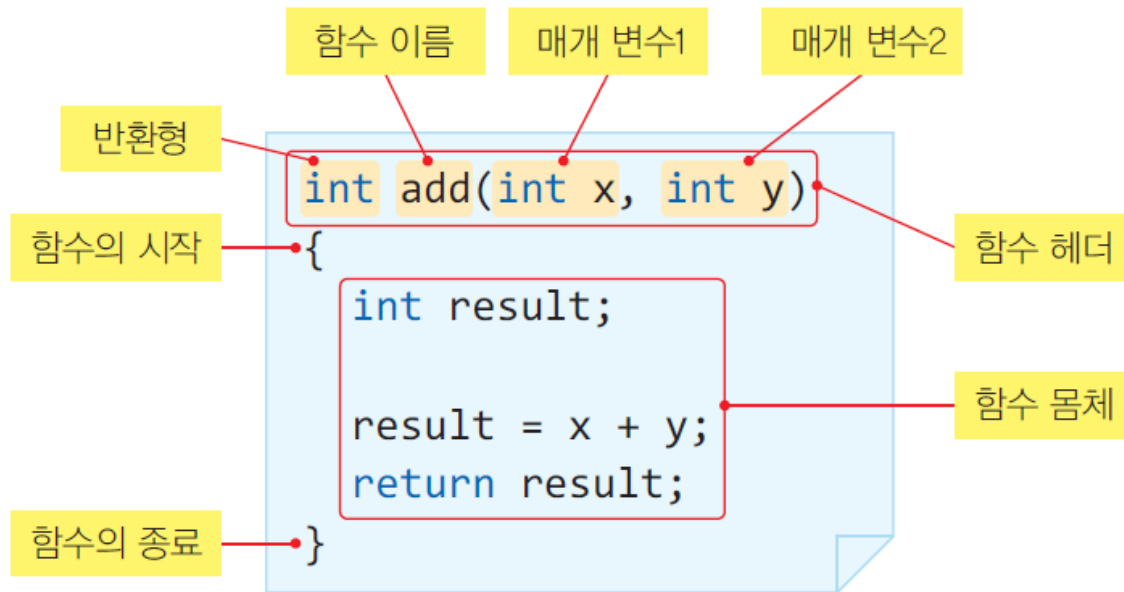 함수 이름 매개 변수1 매개 변수2
반환형
int add(int x, int y)
함수의 시작
{
함수 헤더
int result;
result = x + y;
함수 몸체
return result;
함수의 종료
}